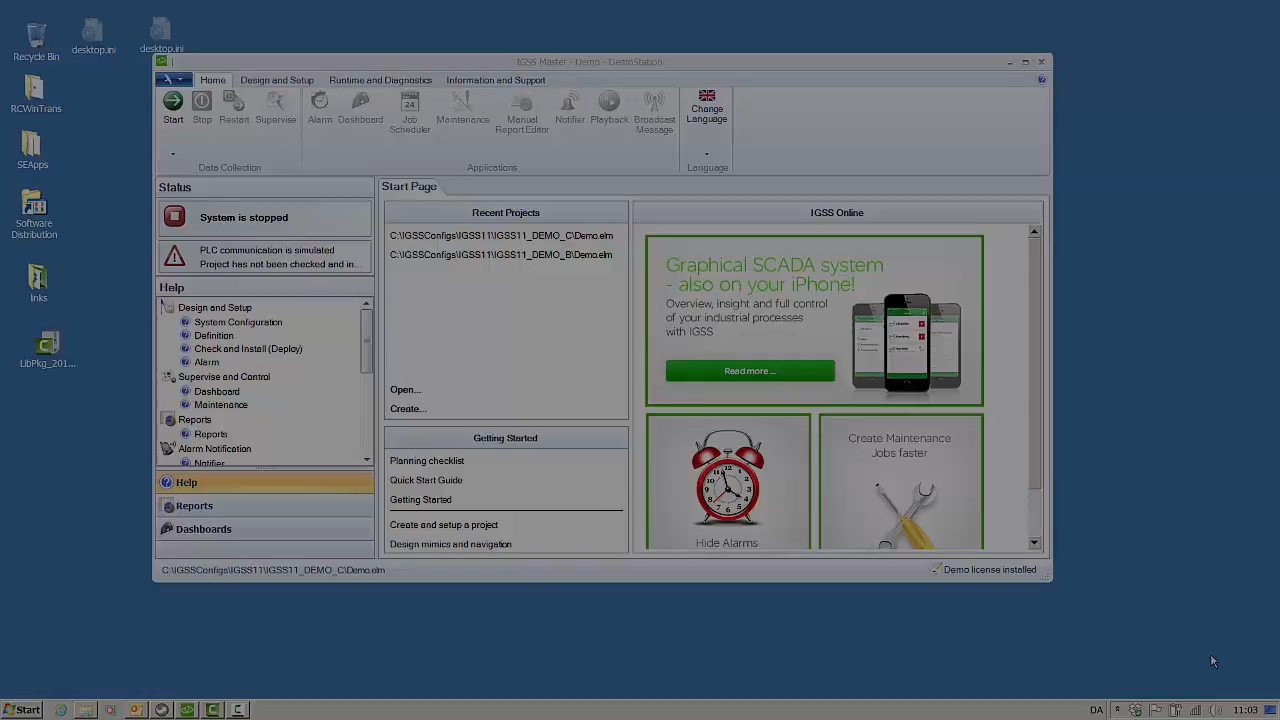 Recycle Bin
desktop.ini
desktop.ini
RCWinTrans
SEApps
Software
Distribution
links
LibPkg_201...
IGSS Master - Demo - DemoStation
Home
Design and Setup
Runtime and Diagnostics
Information and Support
Start
Stop
Restart
Supervise
Data Collection
Alarm
Dashboard
24
Job
Scheduler
Maintenance
Manual
Report Editor
Notifier
Playback
Broadcast
Message
Applications
Change
Language
Language
Status
System is stopped
PLC communication is simulated
Project has not been checked and in...
Help
Design and Setup
System Configuration
Definition
Check and Install (Deploy)
Alarm
Supervise and Control
Dashboard
Maintenance
Reports
Reports
Alarm Notification
Notifier
Help
Reports
Dashboards
Start Page
Recent Projects
C:\IGSSConfigs\IGSS11\IGSS11_DEMO_C\Demo.elm
C:\IGSSConfigs\IGSS11\IGSS11_DEMO_B\Demo.elm
Open...
Create...
Getting Started
Planning checklist
Quick Start Guide
Getting Started
Create and setup a project
Design mimics and navigation
IGSS Online
Graphical SCADA system
- also on your iPhone!
Overview, insight and full control
of your industrial processes
with IGSS
Read more ...
Hide Alarms
Create Maintenance
Jobs faster
C:\IGSSConfigs\IGSS11\IGSS11_DEMO_C\Demo.elm
Demo license installed
Start
DA
11:03